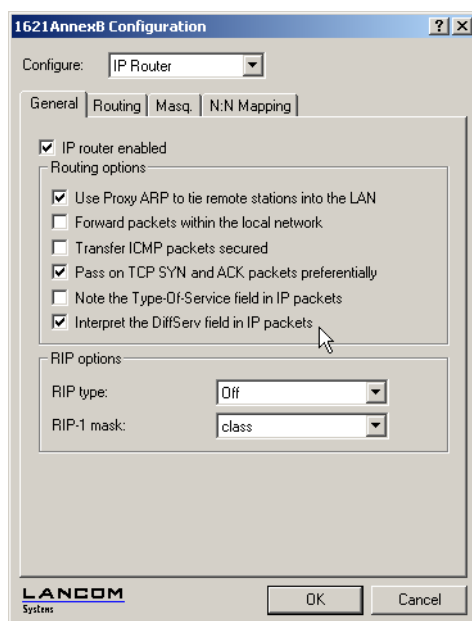 1621AnnexB Configuration
Configure: IP Router
General Routing Masq. N:N Mapping
IP router enabled
Routing options
Use Proxy ARP to tie remote stations into the LAN
Forward packets within the local network
Transfer ICMP packets secured
Pass on TCP SYN and ACK packets preferentially
Note the Type-Of-Service field in IP packets
Interpret the DiffServ field in IP packets
RIP options
RIP type: Off
RIP-1 mask: class
LANCOM
Systems
OK Cancel